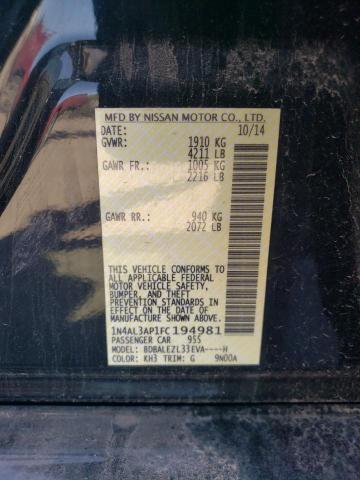 MFD BY NISSAN MOTOR CO., LTD.
DATE: 10/14
GVWR: 1910 KG
4211 LB
GAWR FR.: 1005 KG
2216 LB
GAWR RR.: 940 KG
2072 LB
THIS VEHICLE CONFORMS TO
ALL APPLICABLE FEDERAL
MOTOR VEHICLE SAFETY,
BUMPER, AND THEFT
PREVENTION STANDARDS
IN EFFECT ON THE DATE OF
MANUFACTURE SHOWN
ABOVE.
1N4AL3AP1FC194981
PASSENGER CAR 955
MODEL: BDBALEZL33EVA----H
COLOR: KH3 TRIM: G 9N00A